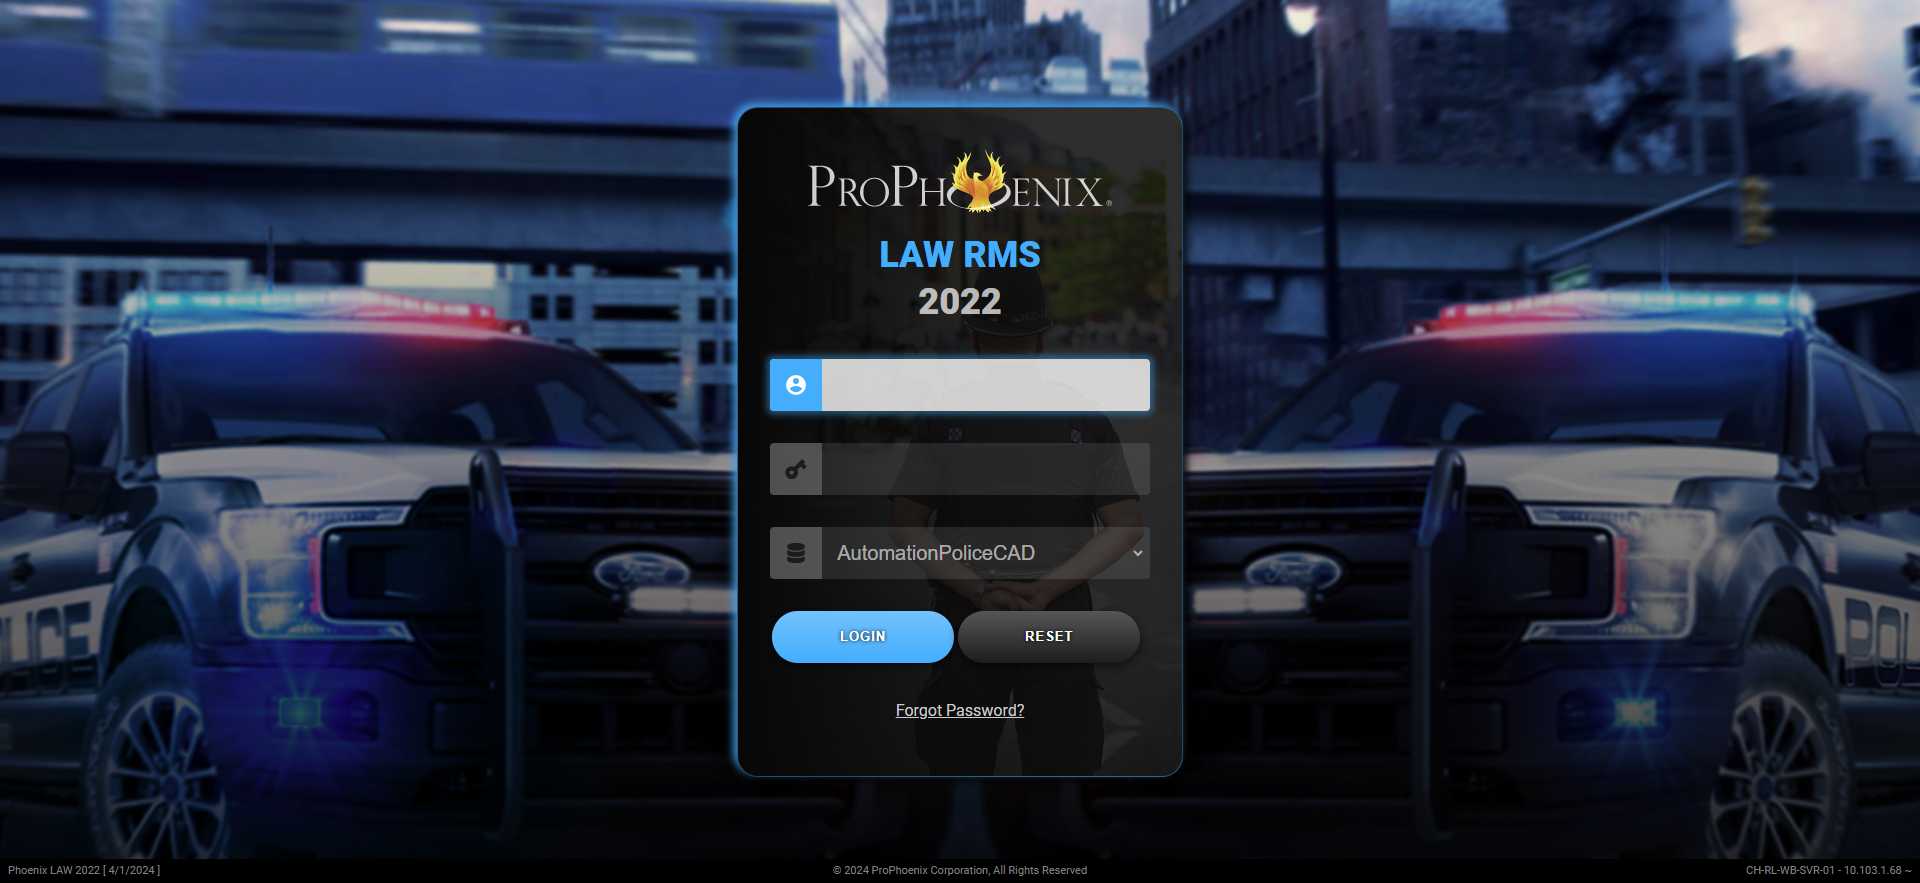 PROPHOENIX®
LAW RMS
2022
AutomationPoliceCAD
LOGIN
RESET
Forgot Password?
Phoenix LAW 2022 [ 4/1/2024 ]
© 2024 ProPhoenix Corporation, All Rights Reserved
CH-RL-WB-SVR-01 - 10.103.1.68 ~